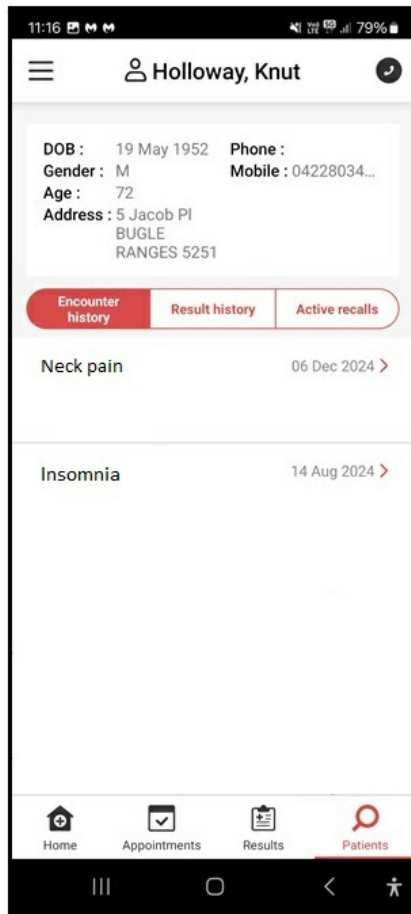 11:16 79%
Holloway, Knut
DOB : 19 May 1952 Phone :
Gender : M Mobile : 04228034...
Age : 72
Address : 5 Jacob Pl
BUGLE
RANGES 5251
Encounter
history
Result history
Active recalls
Neck pain 06 Dec 2024
Insomnia 14 Aug 2024
Home Appointments Results Patients